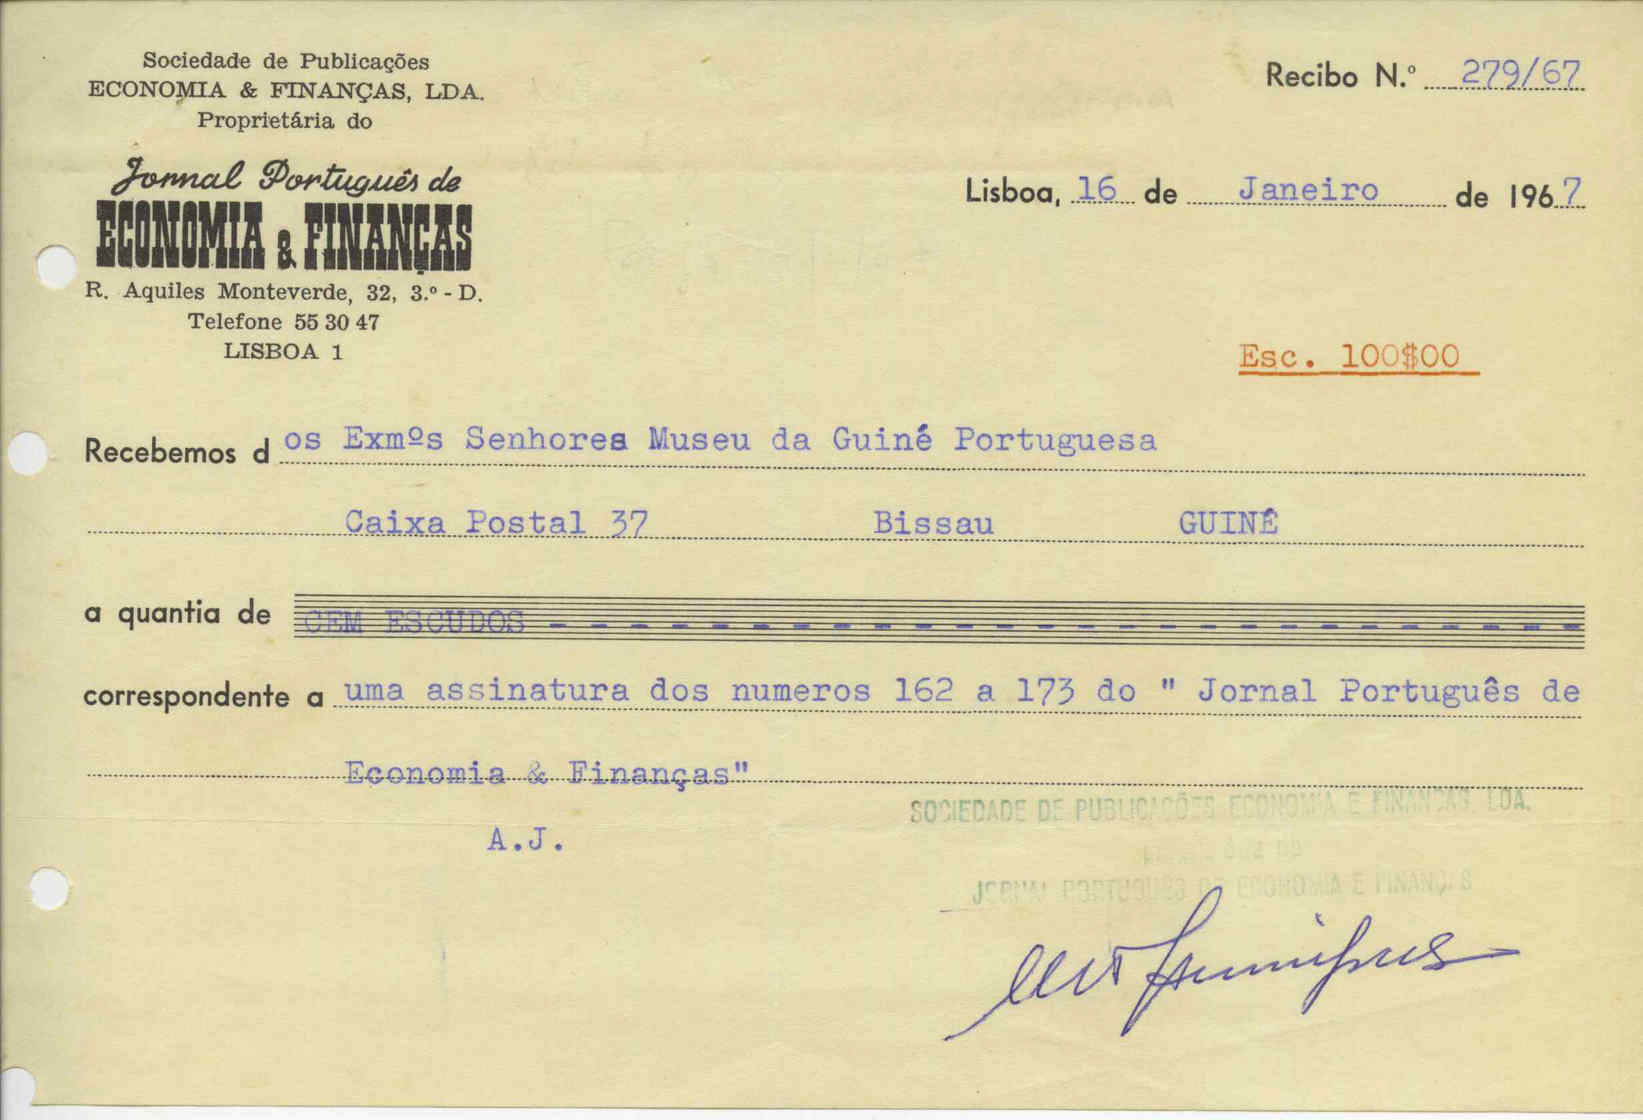 Sociedade de Publicações
ECONOMIA & FINANÇAS, LDA.
Proprietária do
Jornal Português de
ECONOMIA & FINANÇAS
R. Aquiles Monteverde, 32, 3.º - D.
Telefone 55 30 47
LISBOA 1
Recibo N.º 279/67
Lisboa, 16 de Janeiro de 1967
Esc. 100$00
Recebemos dos Exmºs Senhores Museu da Guiné Portuguesa
Caixa Postal 37 Bissau GUINÉ
a quantia de CEM ESCUDOS - - - - - - - - - - - - - - - - - - - - - - - - - -
correspondente a uma assinatura dos numeros 162 a 173 do " Jornal Português de
Economia & Finanças"
A.J.
SOCIEDADE DE PUBLICAÇÕES ECONOMIA E FINANÇAS, LDA.
JORNAL PORTUGUÊS DE ECONOMIA E FINANÇAS